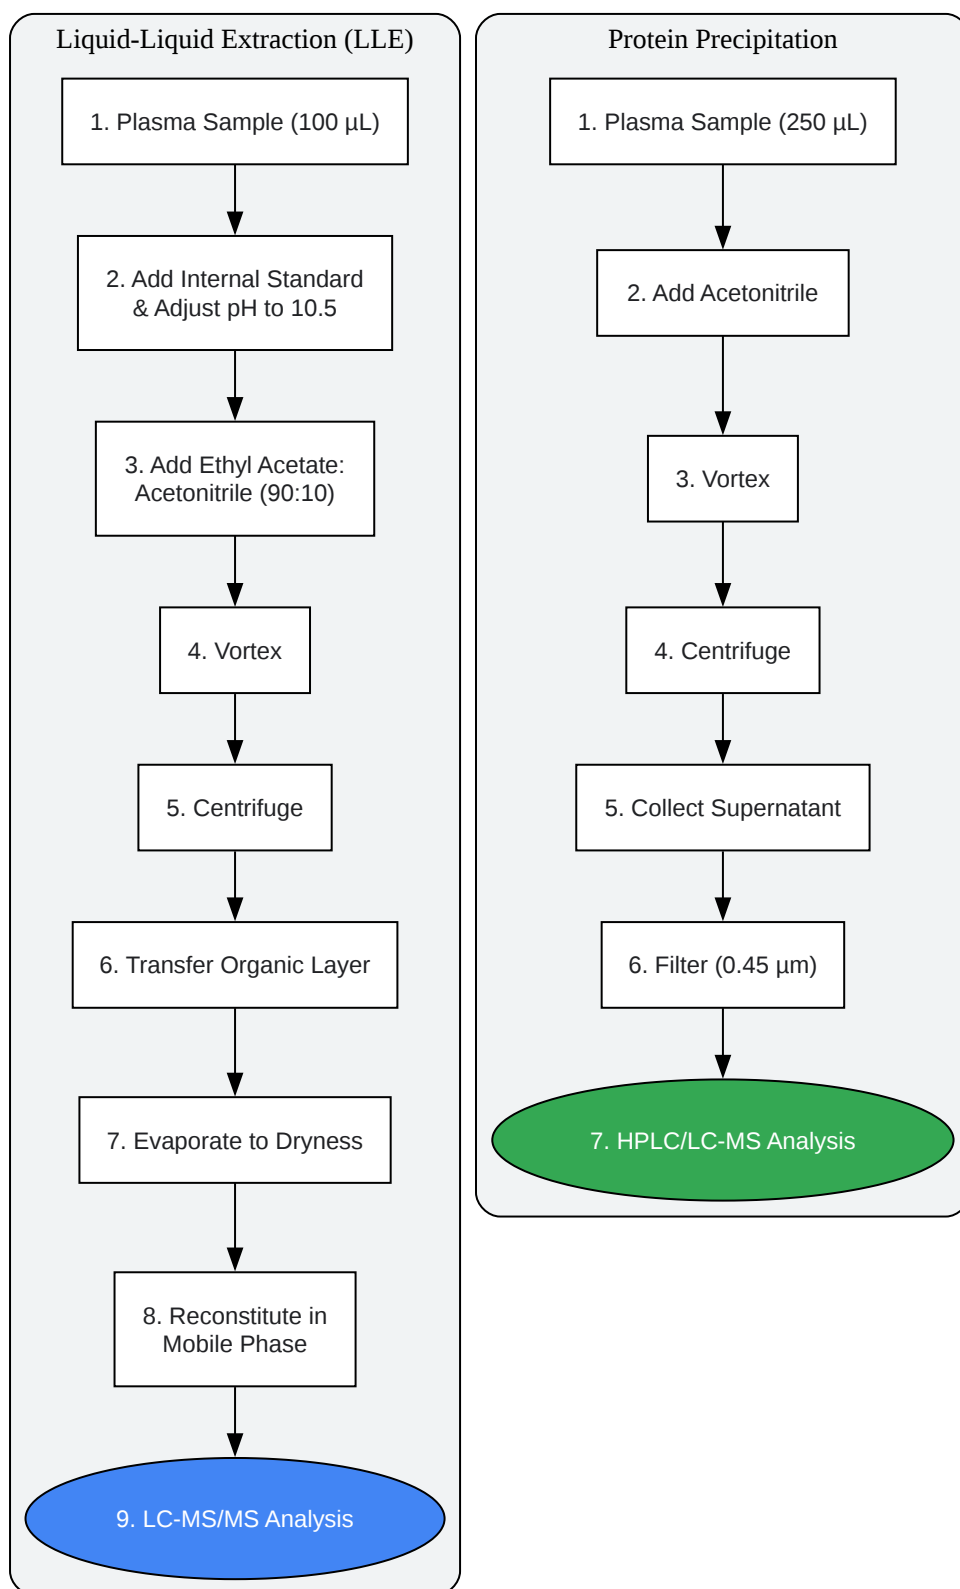 Liquid-Liquid Extraction (LLE)
1. Plasma Sample (100 µL)
2. Add Internal Standard
& Adjust pH to 10.5
3. Add Ethyl Acetate:
Acetonitrile (90:10)
4. Vortex
5. Centrifuge
6. Transfer Organic Layer
7. Evaporate to Dryness
8. Reconstitute in
Mobile Phase
9. LC-MS/MS Analysis
Protein Precipitation
1. Plasma Sample (250 µL)
2. Add Acetonitrile
3. Vortex
4. Centrifuge
5. Collect Supernatant
6. Filter (0.45 µm)
7. HPLC/LC-MS Analysis